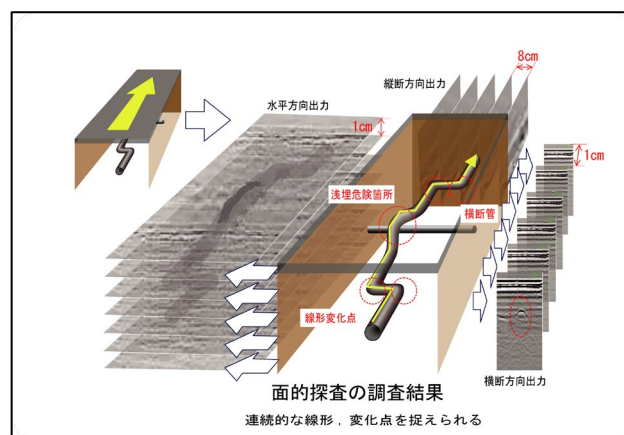 8cm
縦断方向出力
水平方向出力
1cm
1cm
浅埋危険箇所
横断管
線形変化点
横断方向出力
面的探査の調査結果
連続的な線形，変化点を捉えられる